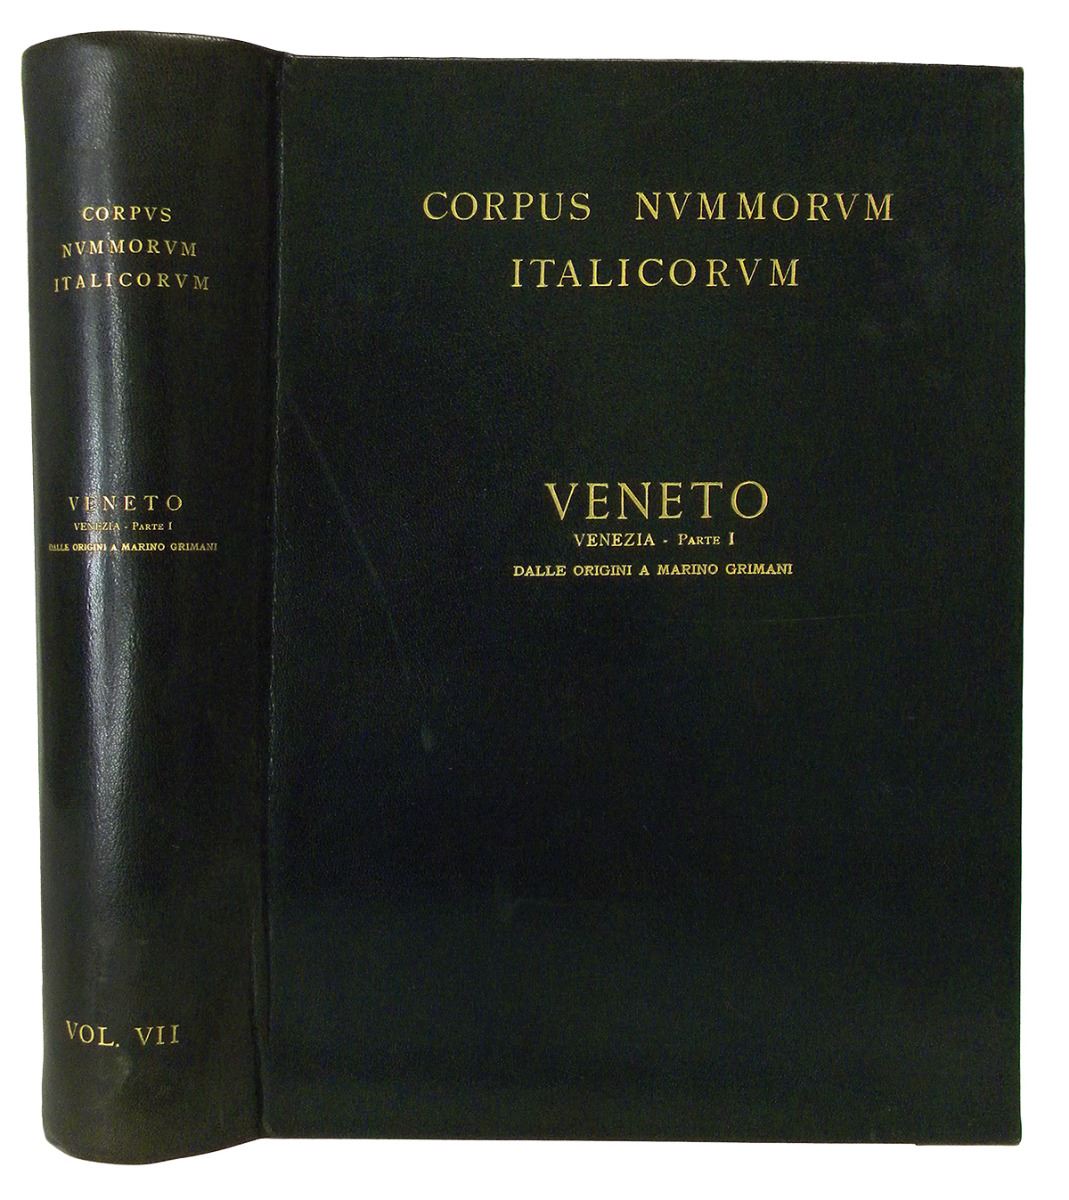 CORPVS
NVMMORVM
ITALICORVM
VENETO
VENEZIA - PARTE I
DALLE ORIGINI A MARINO GRIMANI
VOL. VII
CORPUS NVMMORVM
ITALICORVM
VENETO
VENEZIA - PARTE I
DALLE ORIGINI A MARINO GRIMANI